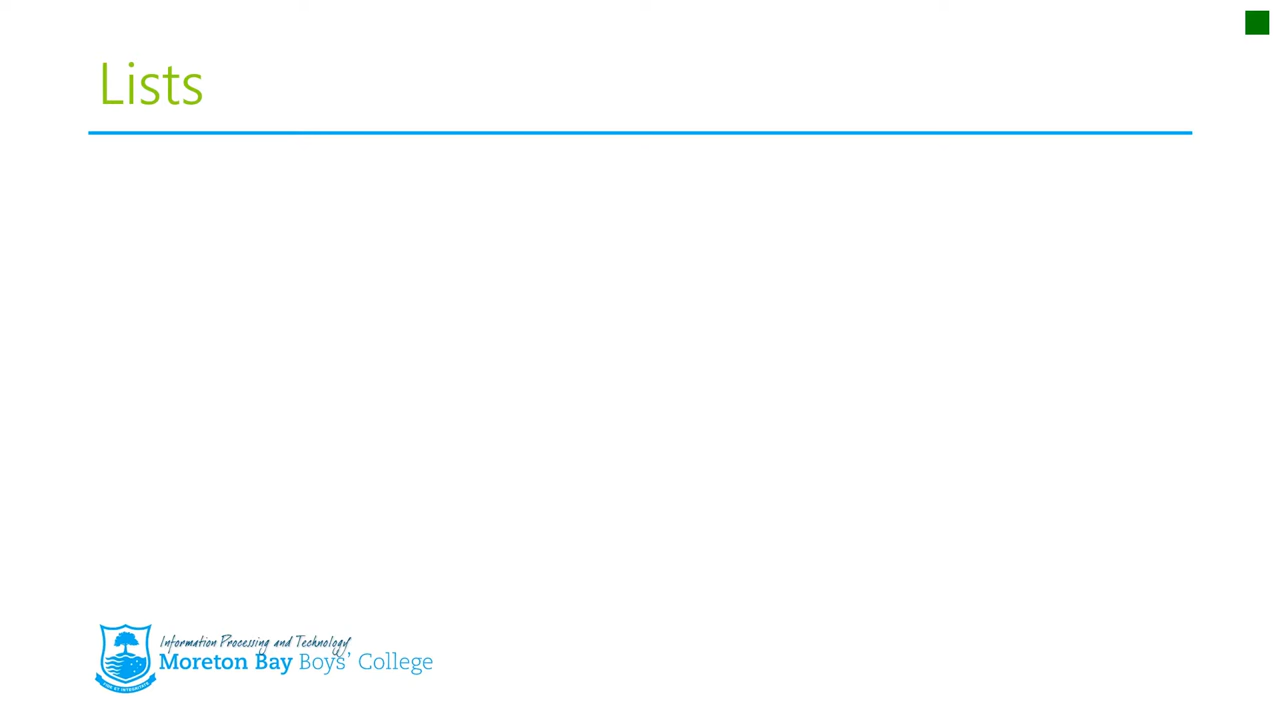 Lists
Information Processing and Technology
Moreton Bay Boys' College